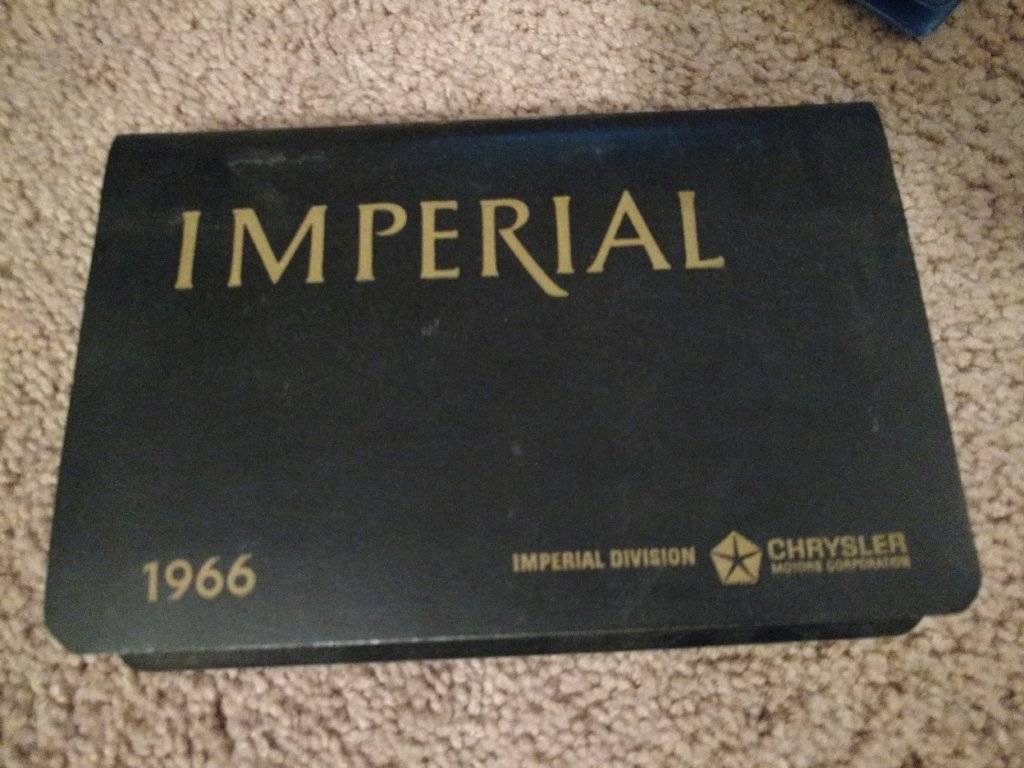 IMPERIAL
1966
IMPERIAL DIVISION
CHRYSLER
MOTORS CORPORATION